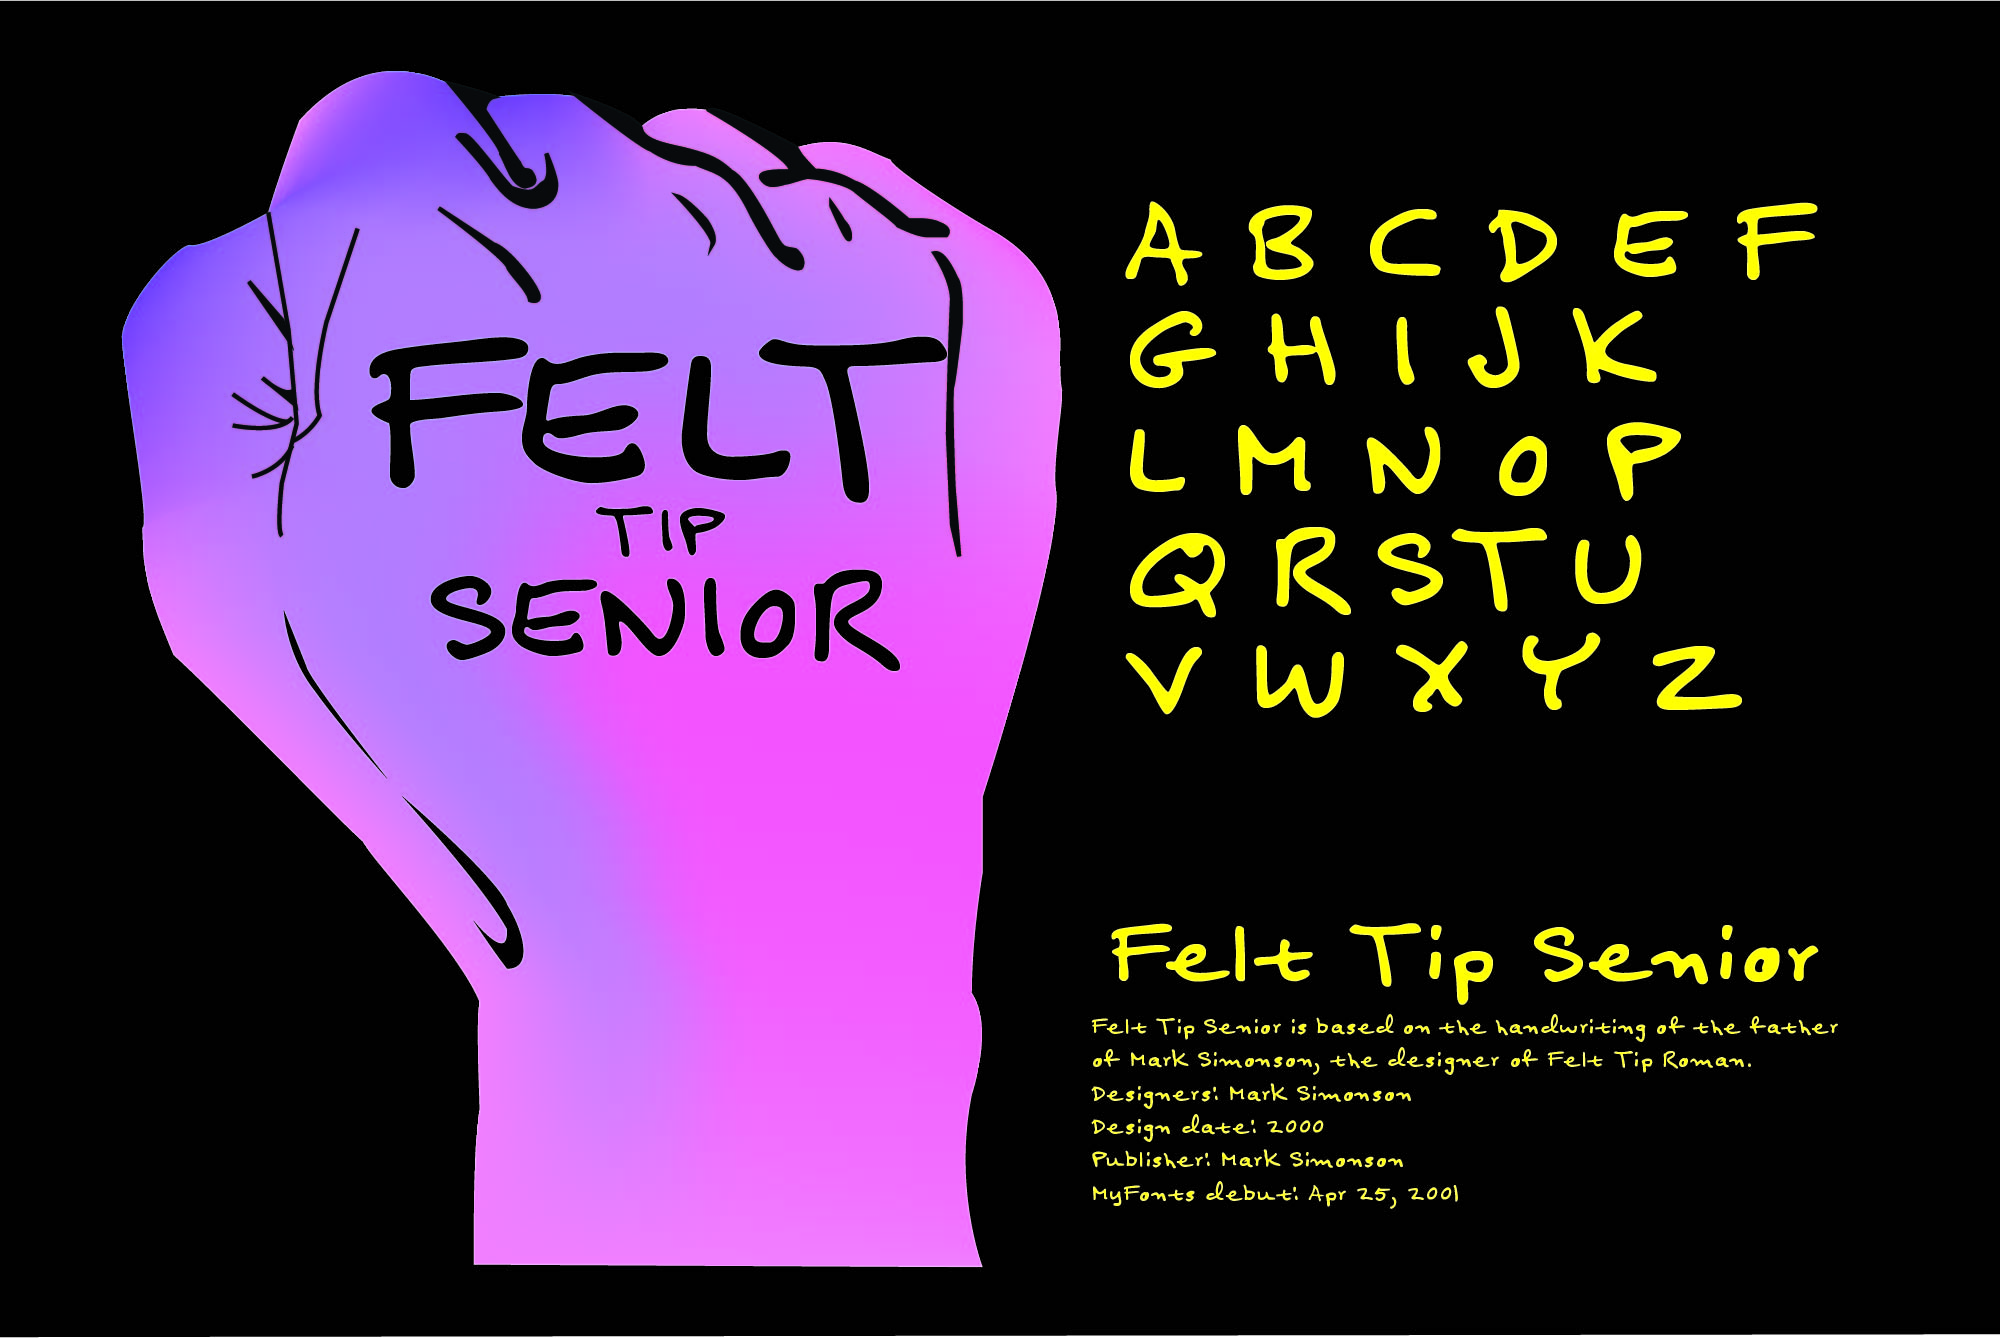 FELT
TIP
SENIOR
A B C D E F
G H I J K
L M N O P
Q R S T U
V W X Y Z
Felt Tip Senior
Felt Tip Senior is based on the handwriting of the father
of Mark Simonson, the designer of Felt Tip Roman.
Designers: Mark Simonson
Design date: 2000
Publisher: Mark Simonson
MyFonts debut: Apr 25, 2001